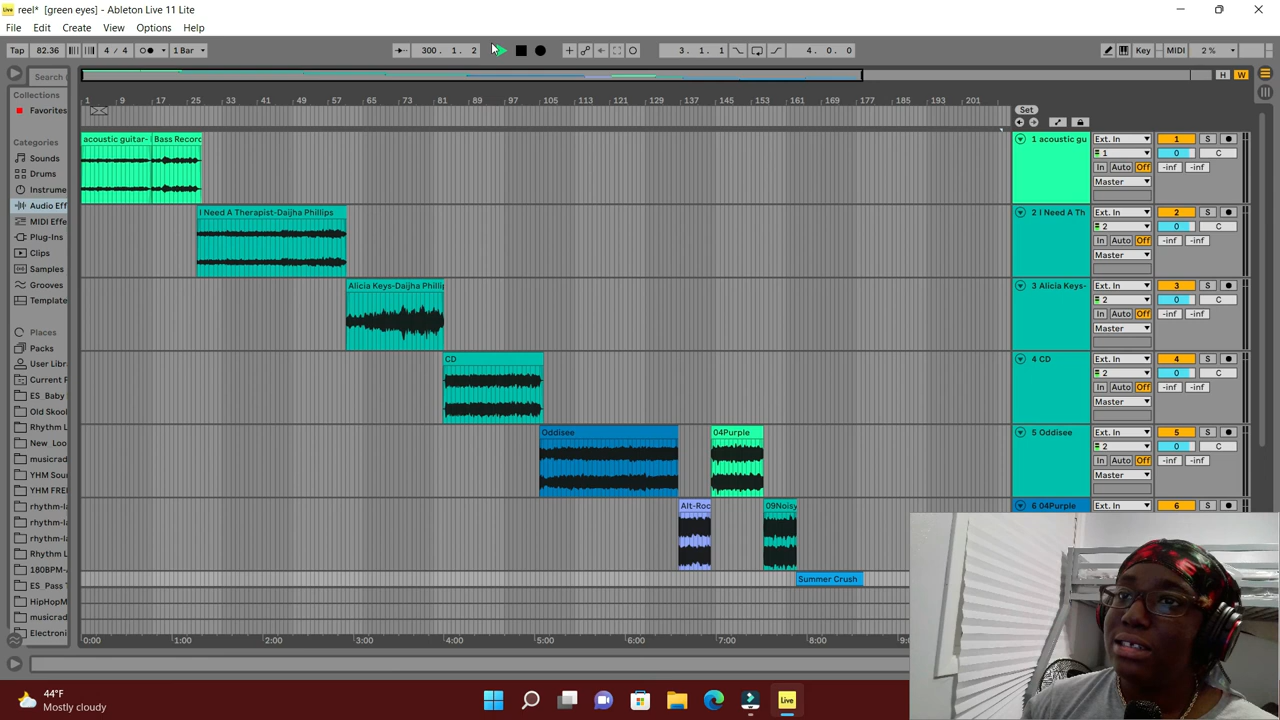 reel* [green eyes] - Ableton Live 11 Lite
File Edit Create View Options Help
Tap 82.36 4 / 4 1 Bar 300. 1. 2 3. 1. 1 4. 0. 0 Key MIDI 2 %
Search
H W
Collections
Favorites
Categories
Sounds
Drums
Instrume
Audio Eff
MIDI Effe
Plug-Ins
Clips
Samples
Grooves
Template
Places
Packs
User Libr
Current F
ES Baby
Old Skool
Rhythm L
New Loo
musicrad
YHM Soun
YHM FREE
rhythm-la
rhythm-la
rhythm-la
Rhythm L
180BPM-
ES Pass T
HipHopM
musicrad
Electroni
1 9 17 25 33 41 49 57 65 73 81 89 97 105 113 121 129 137 145 153 161 169 177 185 193 201
Set
acoustic guitar- Bass Record
I Need A Therapist-Daijha Phillips
Alicia Keys-Daijha Phillip
CD
Oddisee
04Purple
Alt-Roc
09Noisy
Summer Crush
1 acoustic gu Ext. In 1 S
1 0 C
In Auto Off -inf -inf
Master
2 I Need A Th Ext. In 2 S
2 0 C
In Auto Off -inf -inf
Master
3 Alicia Keys- Ext. In 3 S
2 0 C
In Auto Off -inf -inf
Master
4 CD Ext. In 4 S
2 0 C
In Auto Off -inf -inf
Master
5 Oddisee Ext. In 5 S
2 0 C
In Auto Off -inf -inf
Master
6 04Purple Ext. In 6 S
0:00 1:00 2:00 3:00 4:00 5:00 6:00 7:00 8:00
44°F
Mostly cloudy
Live